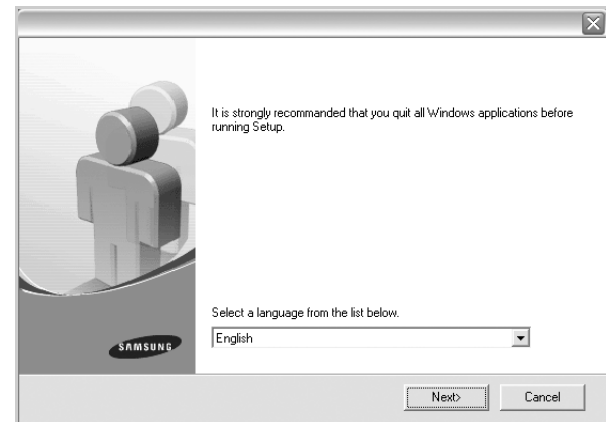 It is strongly recommanded that you quit all Windows applications before
running Setup.
Select a language from the list below.
English
SAMSUNG
Next>
Cancel